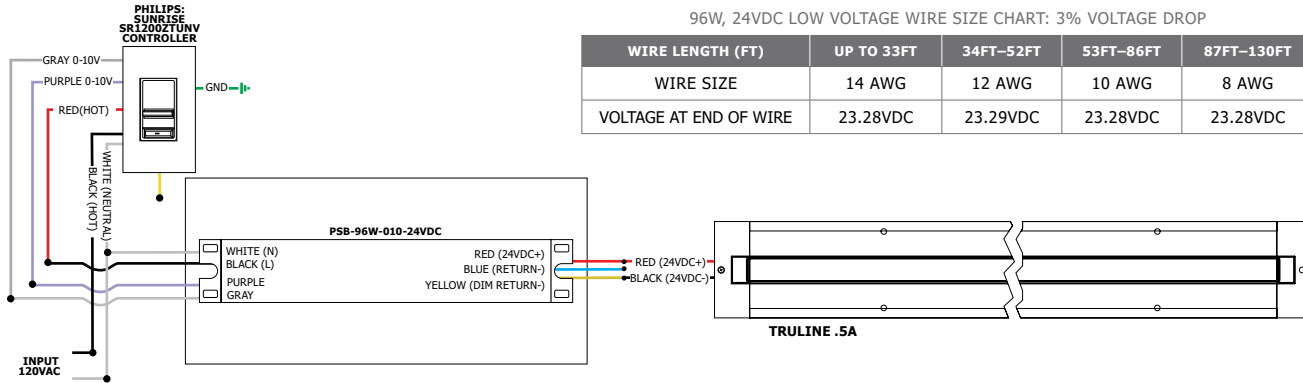 PHILIPS:
SUNRISE
SR1200ZTUNV
CONTROLLER
GRAY 0-10V
PURPLE 0-10V
RED(HOT)
GND
WHITE (NEUTRAL)
BLACK (HOT)
INPUT
120VAC
96W, 24VDC LOW VOLTAGE WIRE SIZE CHART: 3% VOLTAGE DROP
WIRE LENGTH (FT) UP TO 33FT 34FT–52FT 53FT–86FT 87FT–130FT
WIRE SIZE 14 AWG 12 AWG 10 AWG 8 AWG
VOLTAGE AT END OF WIRE 23.28VDC 23.29VDC 23.28VDC 23.28VDC
PSB-96W-010-24VDC
WHITE (N)
BLACK (L)
PURPLE
GRAY
RED (24VDC+)
BLUE (RETURN-)
YELLOW (DIM RETURN-)
RED (24VDC+)
BLACK (24VDC-)
TRULINE .5A